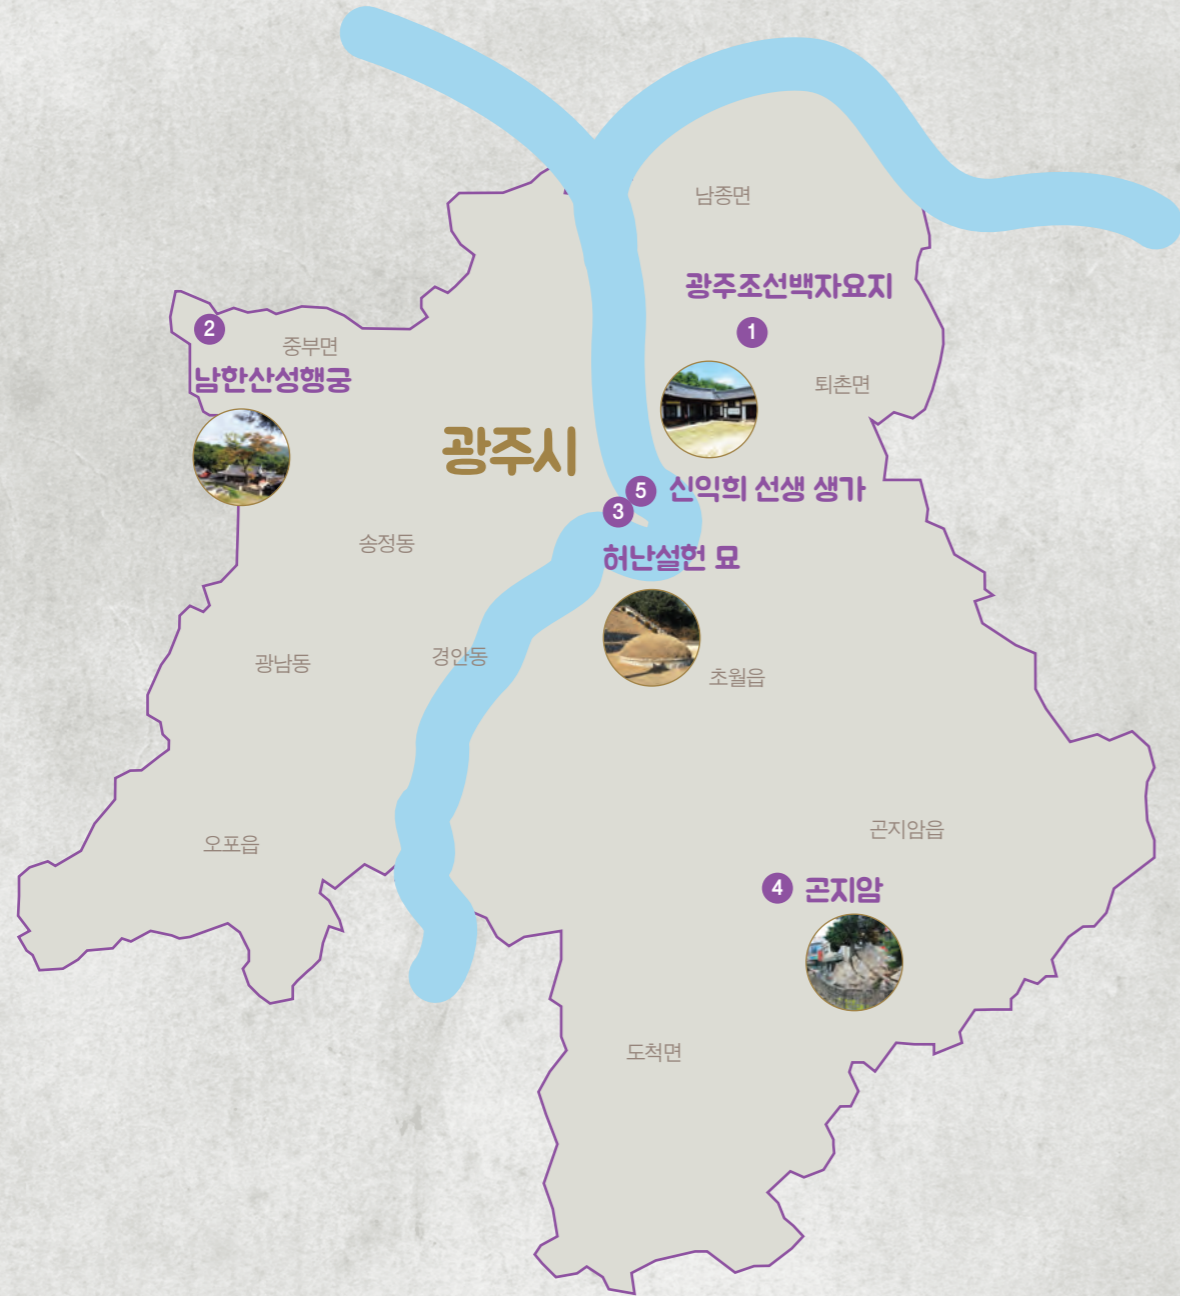 남종면
광주조선백자요지
1
2
중부면
남한산성행궁
퇴촌면
광주시
5 신익희 선생 생가
3
허난설헌 묘
송정동
경안동
광남동
초월읍
곤지암읍
오포읍
4 곤지암
도척면